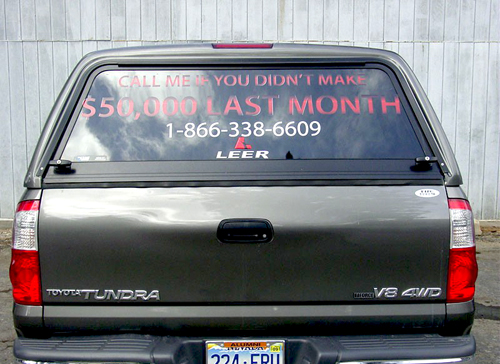 CALL ME IF YOU DIDN'T MAKE
$50,000 LAST MONTH
1-866-338-6609
LEER
TOYOTA TUNDRA
V8 4WD
ALUMNI